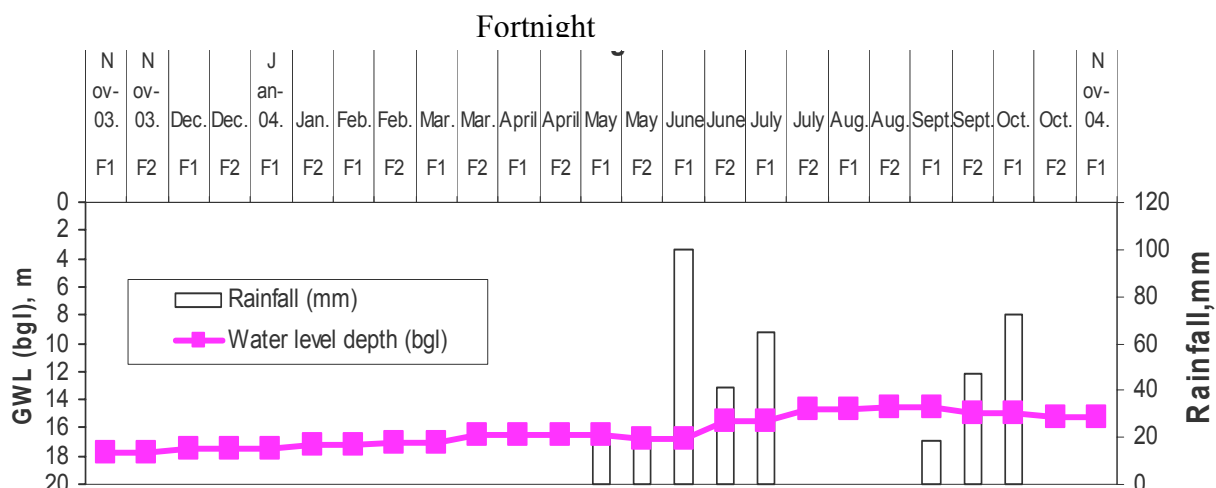 Fortnight
Nov-03. Nov-03. Dec. Dec. Jan-04. Jan. Feb. Feb. Mar. Mar. April April May May June June July July Aug. Aug. Sept. Sept. Oct. Oct. Nov-04.
F1 F2 F1 F2 F1 F2 F1 F2 F1 F2 F1 F2 F1 F2 F1 F2 F1 F2 F1 F2 F1 F2 F1 F2 F1
GWL (bgl), m
0
2
4
6
8
10
12
14
16
18
20
Rainfall (mm)
Water level depth (bgl)
120
100
80
60
40
20
0
Rainfall,mm